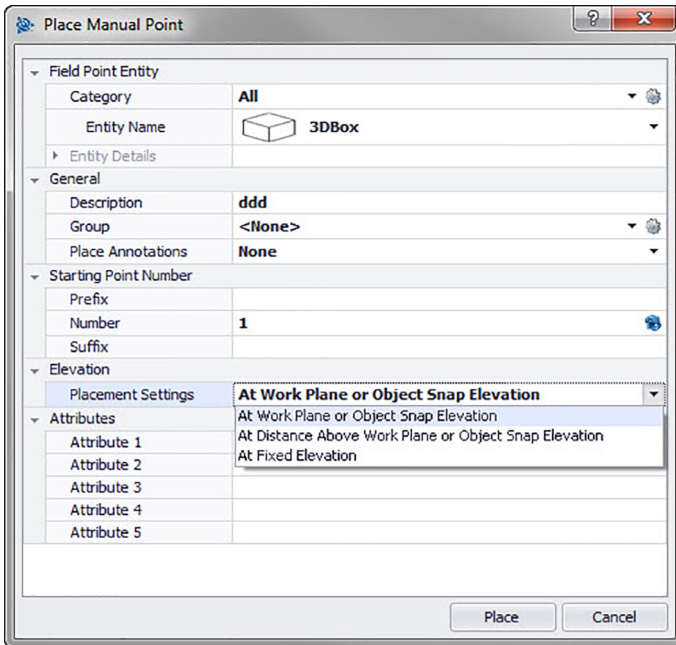 Place Manual Point
Field Point Entity
Category All
Entity Name 3DBox
Entity Details
General
Description ddd
Group <None>
Place Annotations None
Starting Point Number
Prefix
Number 1
Suffix
Elevation
Placement Settings At Work Plane or Object Snap Elevation
At Work Plane or Object Snap Elevation
Attributes
At Distance Above Work Plane or Object Snap Elevation
Attribute 1
At Fixed Elevation
Attribute 2
Attribute 3
Attribute 4
Attribute 5
Place Cancel